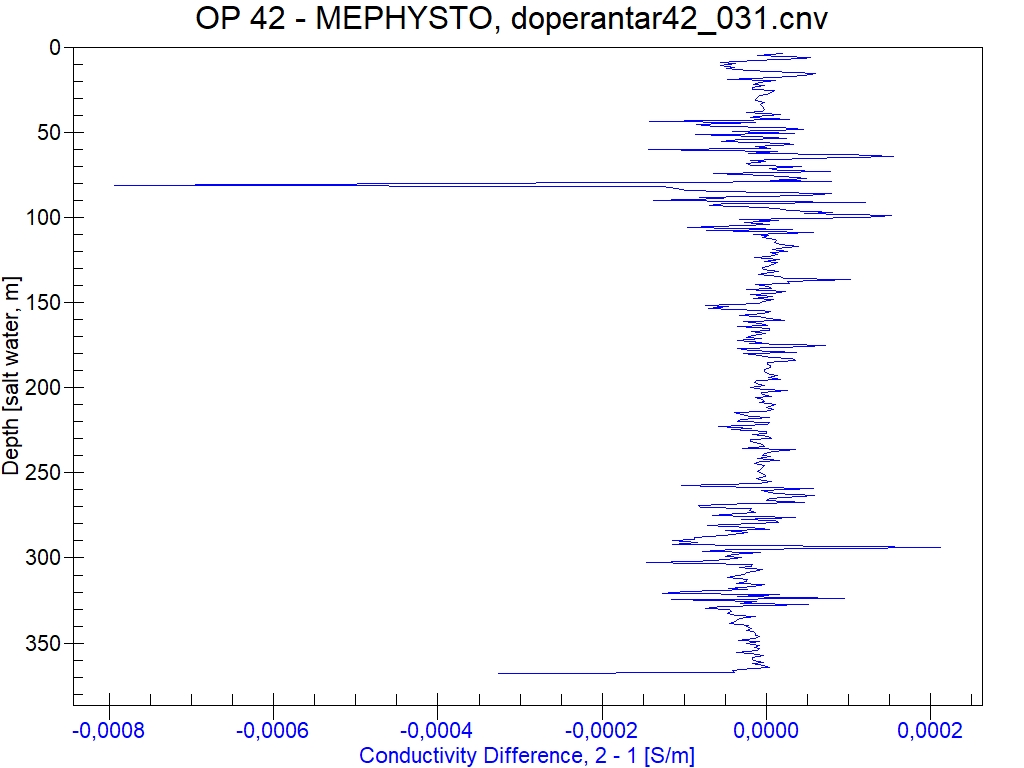 OP 42 - MEPHYSTO, doperantar42_031.cnv
0
50
100
150
200
250
300
350
Depth [salt water, m]
-0,0008 -0,0006 -0,0004 -0,0002 0,0000 0,0002
Conductivity Difference, 2 - 1 [S/m]